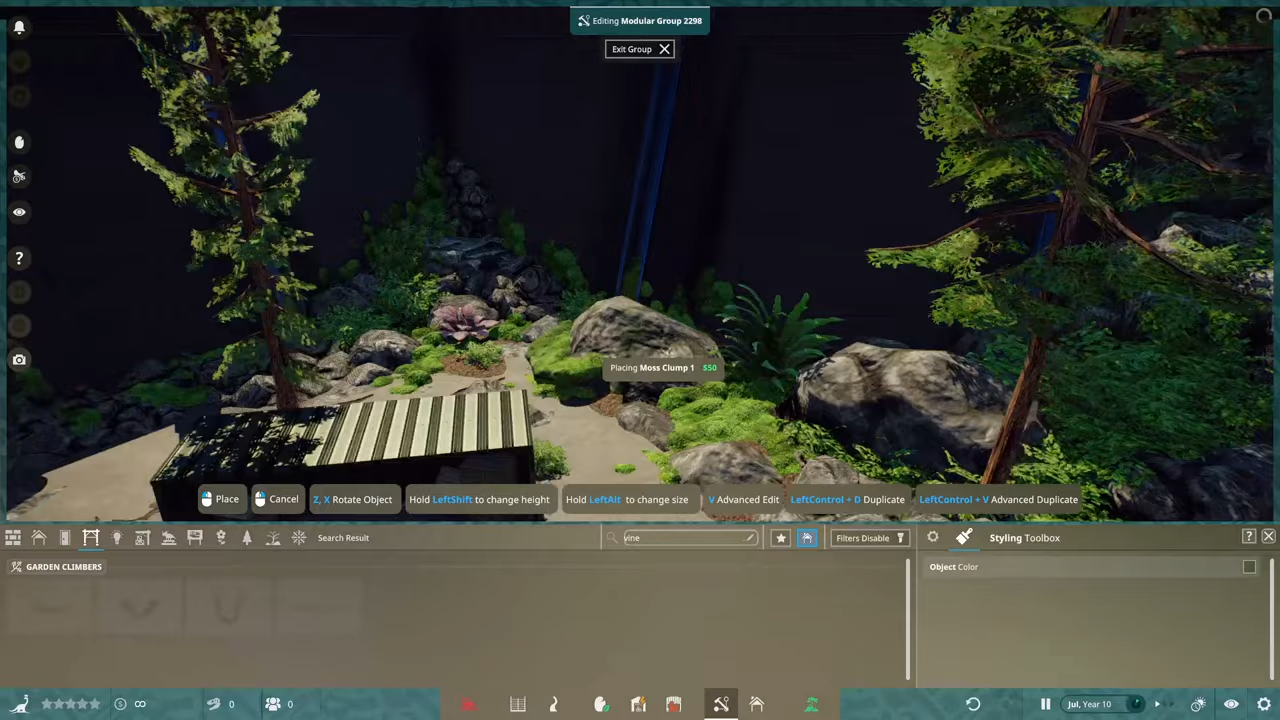 Editing Modular Group 2298
Exit Group
Placing Moss Clump 1 $50
Place
Cancel
Z, X Rotate Object
Hold LeftShift to change height
Hold LeftAlt to change size
V Advanced Edit
LeftControl + D Duplicate
LeftControl + V Advanced Duplicate
Search Result
vine
Filters Disable
Styling Toolbox
?
GARDEN CLIMBERS
Object Color
?
∞
0
0
Jul, Year 10